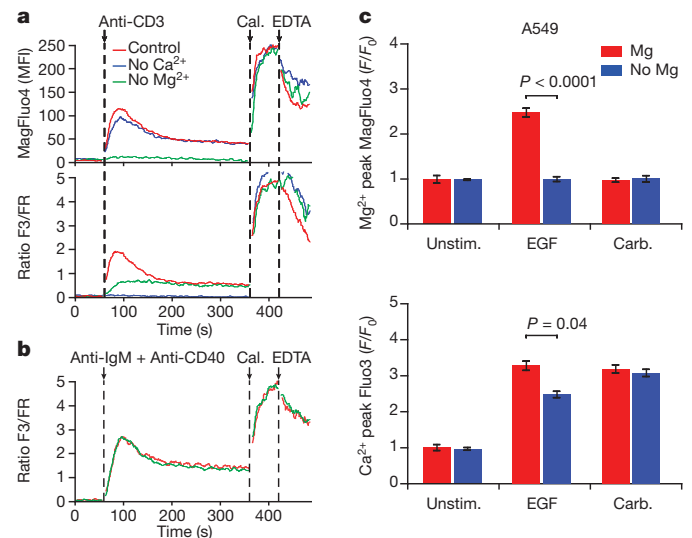 a
Anti-CD3
Cal. EDTA
Control
No Ca²⁺
No Mg²⁺
MagFluo4 (MFI)
250
200
150
100
50
0
Ratio F3/FR
5
4
3
2
1
0
0 100 200 300 400
Time (s)
b
Anti-IgM + Anti-CD40
Cal. EDTA
Ratio F3/FR
5
4
3
2
1
0
0 100 200 300 400
Time (s)
c
A549
Mg
No Mg
Mg²⁺ peak MagFluo4 (F/F₀)
4
3
2
1
0
P < 0.0001
Unstim. EGF Carb.
Ca²⁺ peak Fluo3 (F/F₀)
5
4
3
2
1
0
P = 0.04
Unstim. EGF Carb.